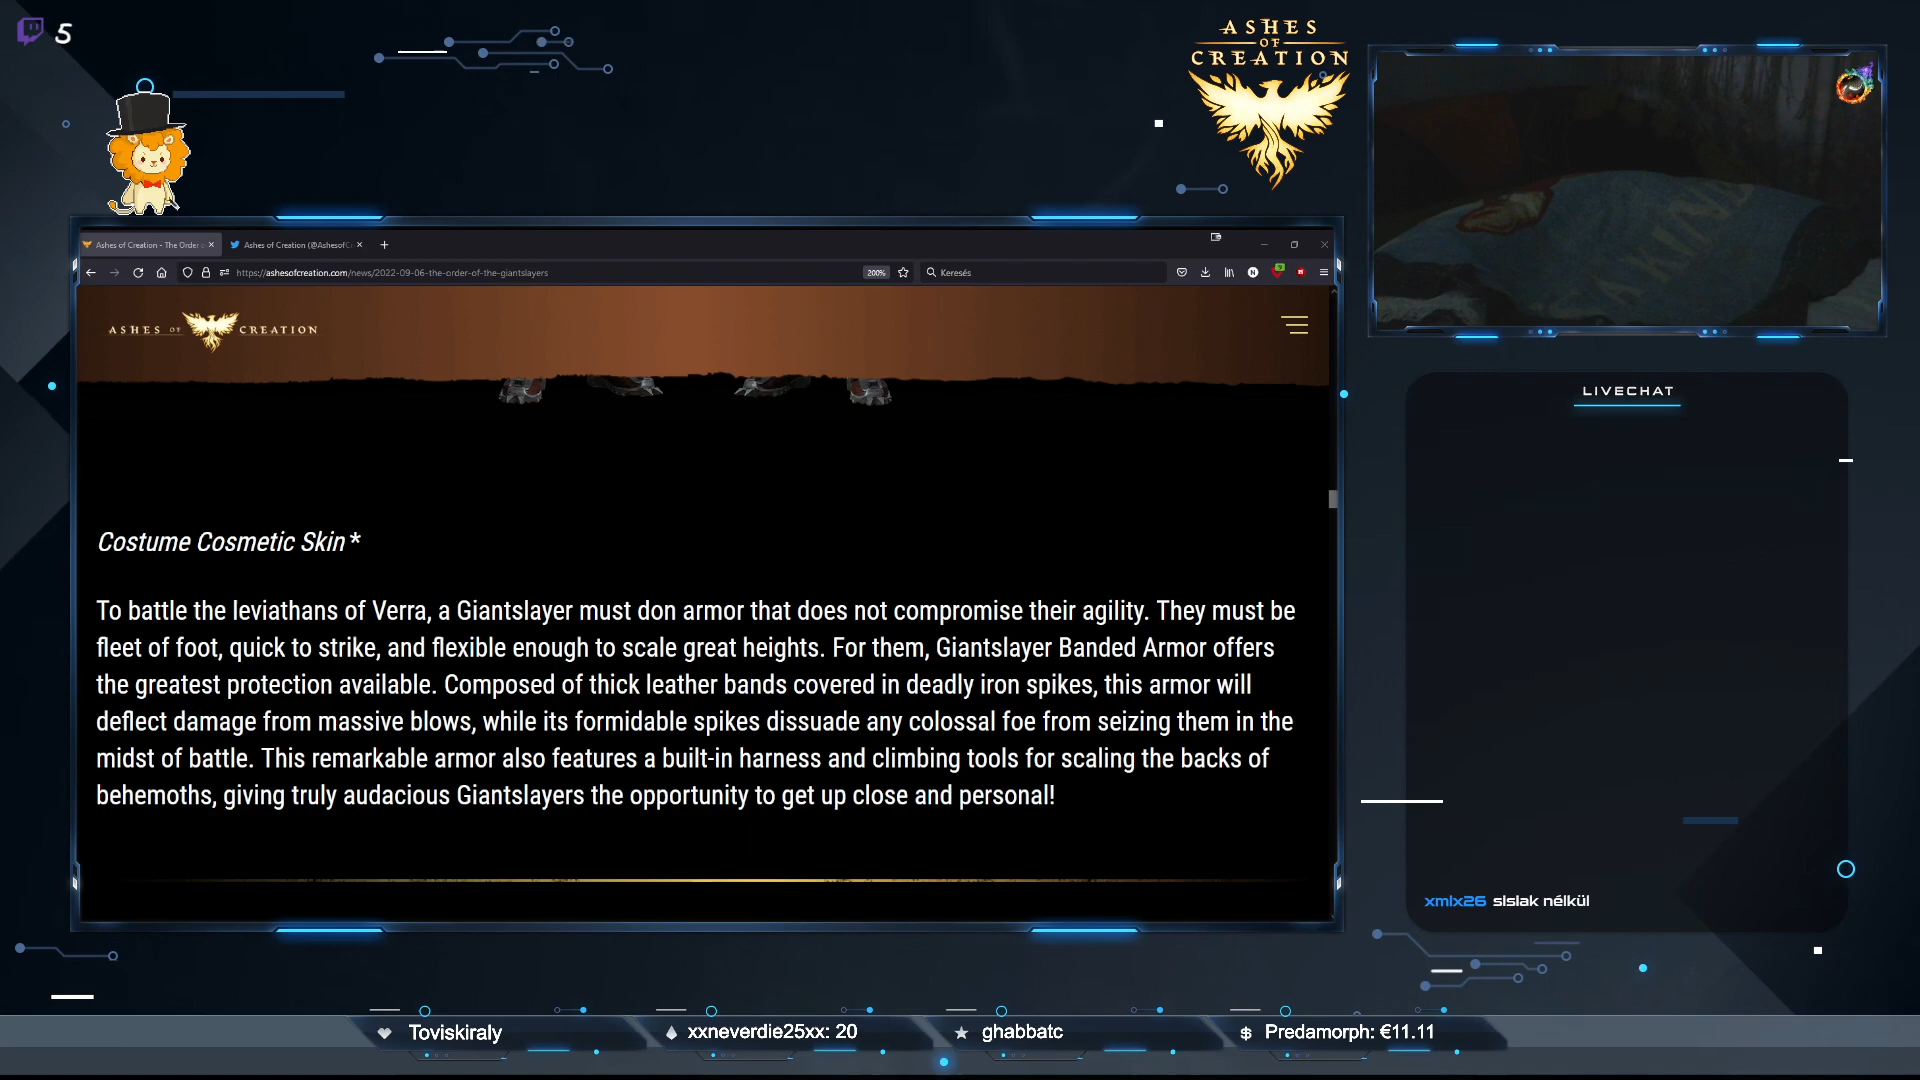 5
ASHES
OF
CREATION
Ashes of Creation - The Order o
Ashes of Creation (@AshesofC
https://ashesofcreation.com/news/2022-09-06-the-order-of-the-giantslayers
200%
Keresés
ASHES OF CREATION
LIVECHAT
Costume Cosmetic Skin*
To battle the leviathans of Verra, a Giantslayer must don armor that does not compromise their agility. They must be
fleet of foot, quick to strike, and flexible enough to scale great heights. For them, Giantslayer Banded Armor offers
the greatest protection available. Composed of thick leather bands covered in deadly iron spikes, this armor will
deflect damage from massive blows, while its formidable spikes dissuade any colossal foe from seizing them in the
midst of battle. This remarkable armor also features a built-in harness and climbing tools for scaling the backs of
behemoths, giving truly audacious Giantslayers the opportunity to get up close and personal!
xmix26 sisiak nélkül
Toviskiraly
xxneverdie25xx: 20
ghabbatc
$ Predamorph: €11.11